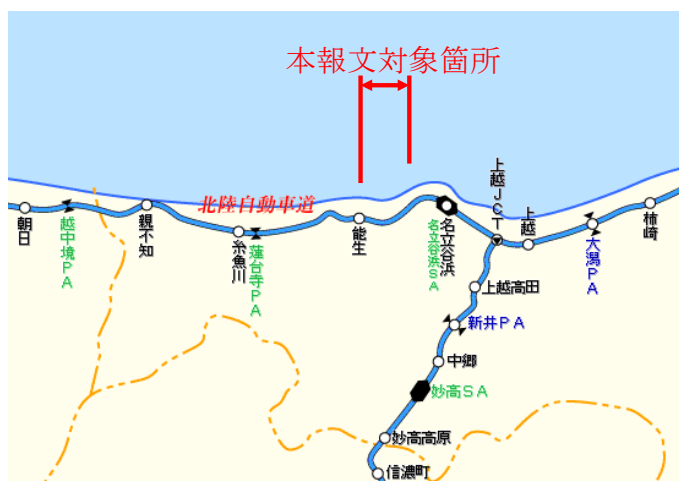 本報文対象箇所
北陸自動車道
朝日
越中境PA
親不知
糸魚川
蓮台寺PA
能生
名立谷浜SA
名立谷浜
上越JCT
上越
大潟PA
柿崎
上越高田
新井PA
中郷
妙高SA
妙高高原
信濃町